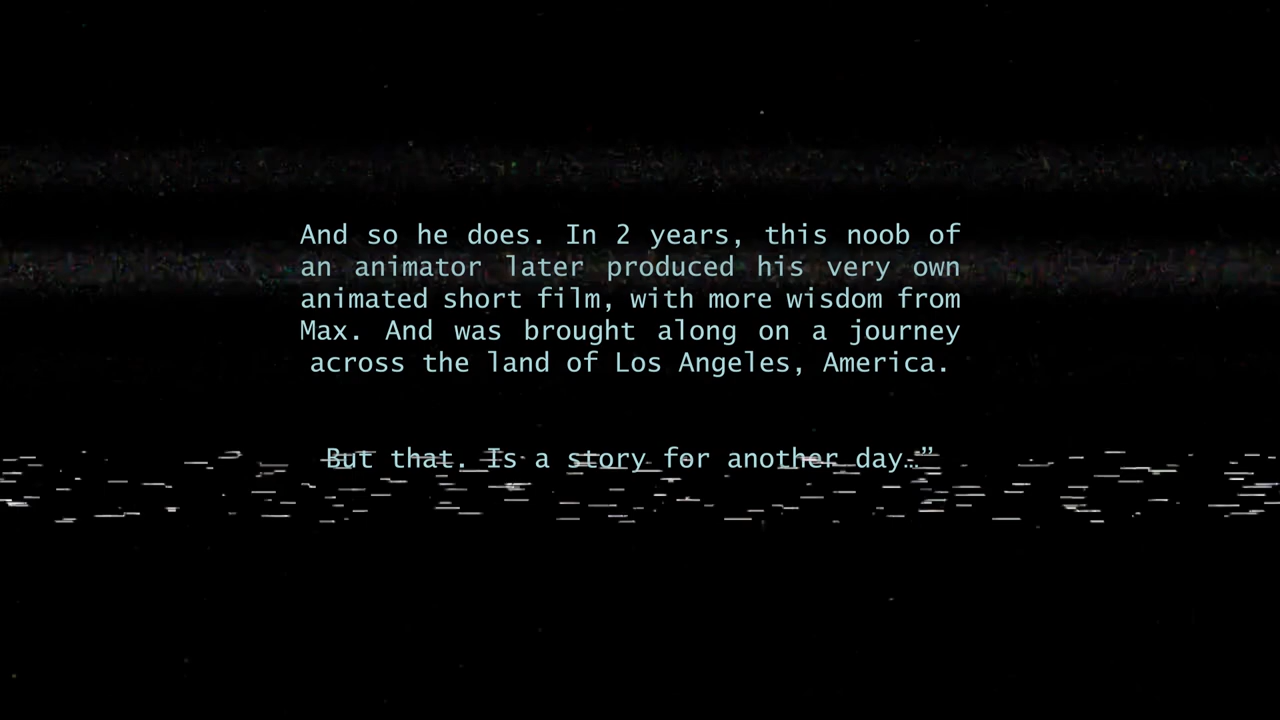 And so he does. In 2 years, this noob of
an animator later produced his very own
animated short film, with more wisdom from
Max. And was brought along on a journey
across the land of Los Angeles, America.
But that. Is a story for another day…”